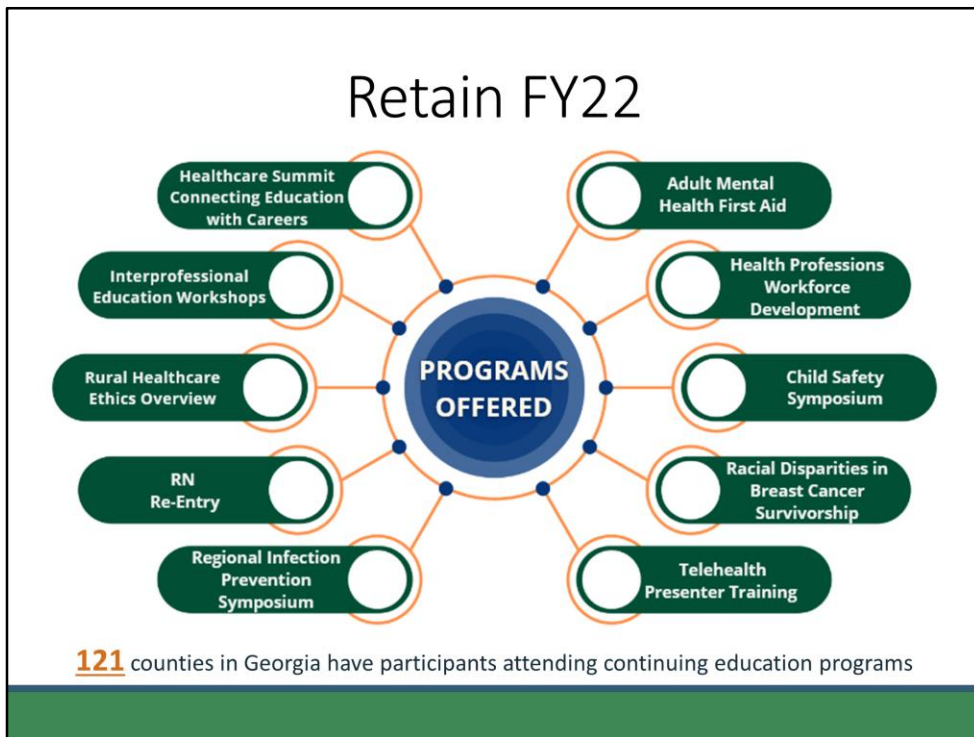 Retain FY22
Healthcare Summit
Connecting Education
with Careers
Adult Mental
Health First Aid
Interprofessional
Education Workshops
Health Professions
Workforce
Development
PROGRAMS
OFFERED
Rural Healthcare
Ethics Overview
Child Safety
Symposium
RN
Re-Entry
Racial Disparities in
Breast Cancer
Survivorship
Regional Infection
Prevention
Symposium
Telehealth
Presenter Training
121 counties in Georgia have participants attending continuing education programs